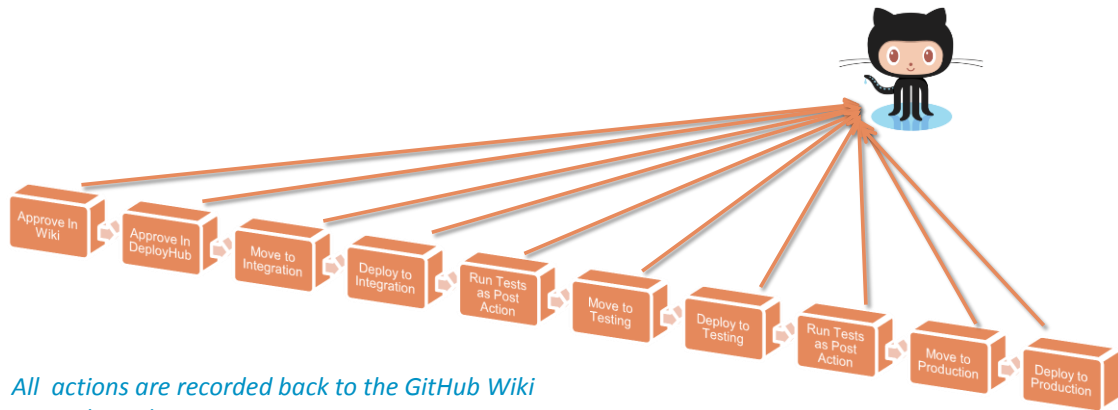 Approve In
Wiki
Approve In
DeployHub
Move to
Integration
Deploy to
Integration
Run Tests
as Post
Action
Move to
Testing
Deploy to
Testing
Run Tests
as Post
Action
Move to
Production
Deploy to
Production
All  actions are recorded back to the GitHub Wiki